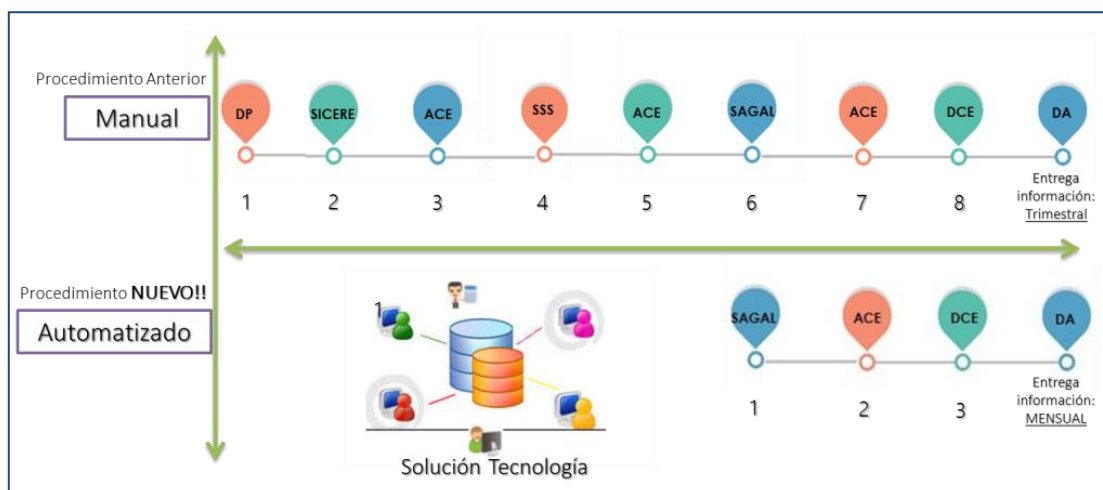 Procedimiento Anterior
Manual
DP SICERE ACE SSS ACE SAGAL ACE DCE DA
1 2 3 4 5 6 7 8
Entrega
información:
Trimestral
Procedimiento NUEVO!!
Automatizado
1
Solución Tecnología
SAGAL ACE DCE DA
1 2 3
Entrega
información:
MENSUAL